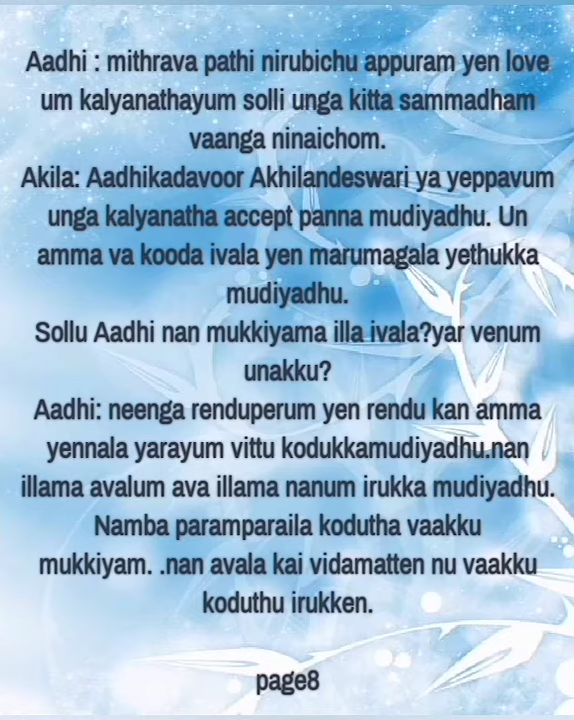 Aadhi : mithrava pathi nirubichu appuram yen love
um kalyanathayum solli unga kitta sammadham
vaanga ninaichom.
Akila: Aadhikadavoor Akhilandeswari ya yeppavum
unga kalyanatha accept panna mudiyadhu. Un
amma va kooda ivala yen marumagala yethukka
mudiyadhu.
Sollu Aadhi nan mukkiyama illa ivala?yar venum
unakku?
Aadhi: neenga renduperum yen rendu kan amma
yennala yarayum vittu kodukkamudiyadhu.nan
illama avalum ava illama nanum irukka mudiyadhu.
Namba paramparaila kodutha vaakku
mukkiyam. .nan avala kai vidamatten nu vaakku
koduthu irukken.
page8